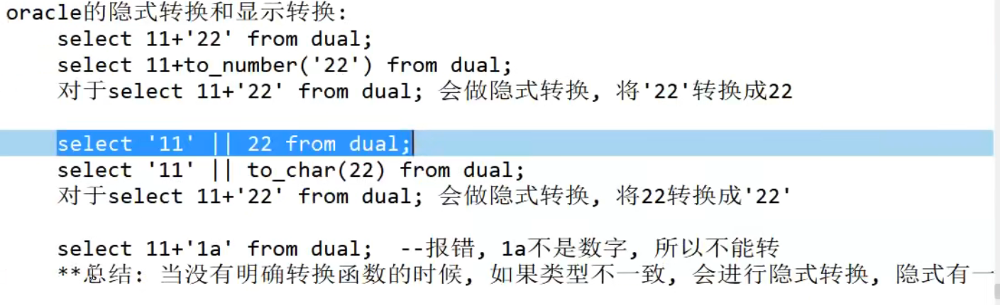 oracle的隐式转换和显示转换:
select 11+'22' from dual;
select 11+to_number('22') from dual;
对于select 11+'22' from dual; 会做隐式转换, 将'22'转换成22
select '11' || 22 from dual;
select '11' || to_char(22) from dual;
对于select 11+'22' from dual; 会做隐式转换, 将22转换成'22'
select 11+'1a' from dual;  --报错, 1a不是数字, 所以不能转
**总结: 当没有明确转换函数的时候, 如果类型不一致, 会进行隐式转换, 隐式有一